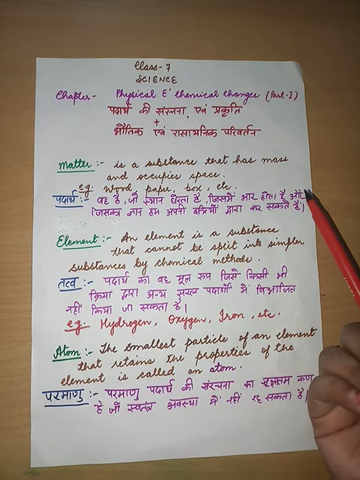 Class-7
SCIENCE
Chapter- Physical & Chemical Changes (Part-I)
पदार्थ की संरचना एवं प्रकृति
+
भौतिक एवं रासायनिक परिवर्तन
Matter:- is a substance that has mass
and occupies space.
eg:- Wood, paper, box, etc.
पदार्थ:- वह है, जो स्थान घेरता है, जिसमें भार होता है और
जिसका ज्ञान हम अपनी इन्द्रियों द्वारा कर सकते हैं।
Element:- An element is a substance
that cannot be split into simpler
substances by chemical methods.
तत्व:- पदार्थ का वह मूल रूप जिसे किसी भी
क्रिया द्वारा अन्य सरल पदार्थों में विभाजित
नहीं किया जा सकता है।
eg:- Hydrogen, Oxygen, Iron, etc.
Atom:- The smallest particle of an element
that retains the properties of the
element is called an atom.
परमाणु:- परमाणु पदार्थ की संरचना का सूक्ष्मतम कण
है जो स्वतंत्र अवस्था में नहीं रह सकता है।